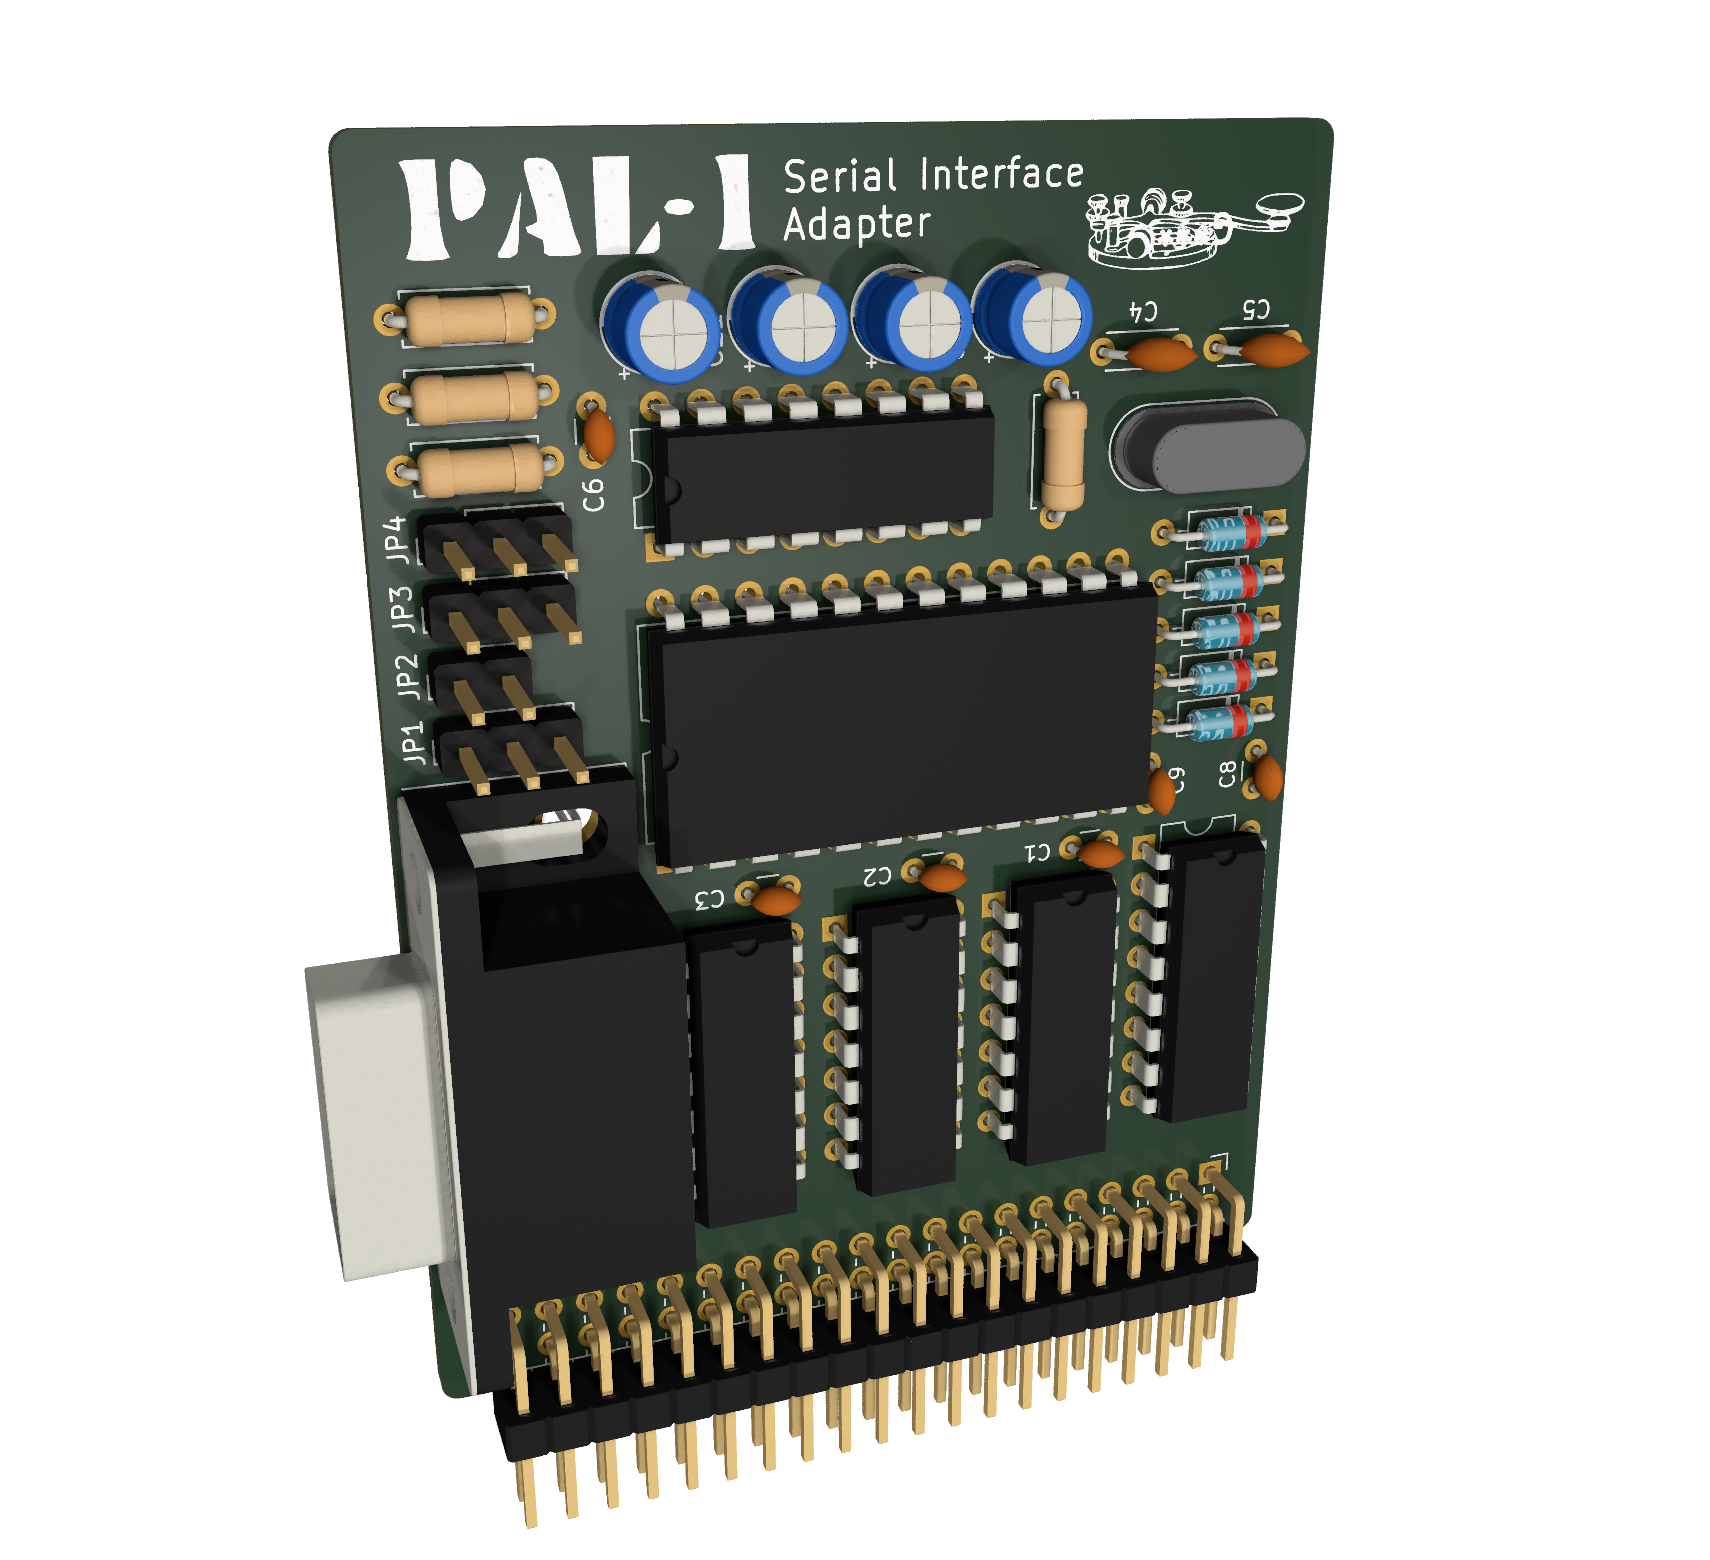 PAL-1
Serial Interface
Adapter
C4
C5
C6
JP4
JP3
JP2
JP1
C9
C8
C1
C2
C3
+
+
+
+